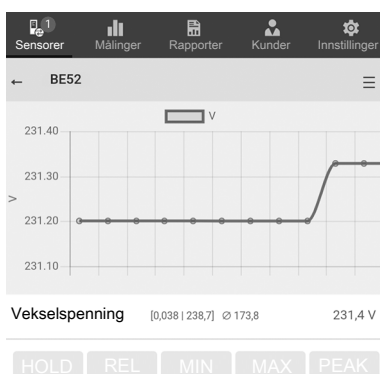 1
Sensorer Målinger Rapporter Kunder Innstillinger
← BE52
V
231.40
231.30
V
231.20
231.10
Vekselspenning [0,038 | 238,7] ∅ 173,8 231,4 V
HOLD REL MIN MAX PEAK